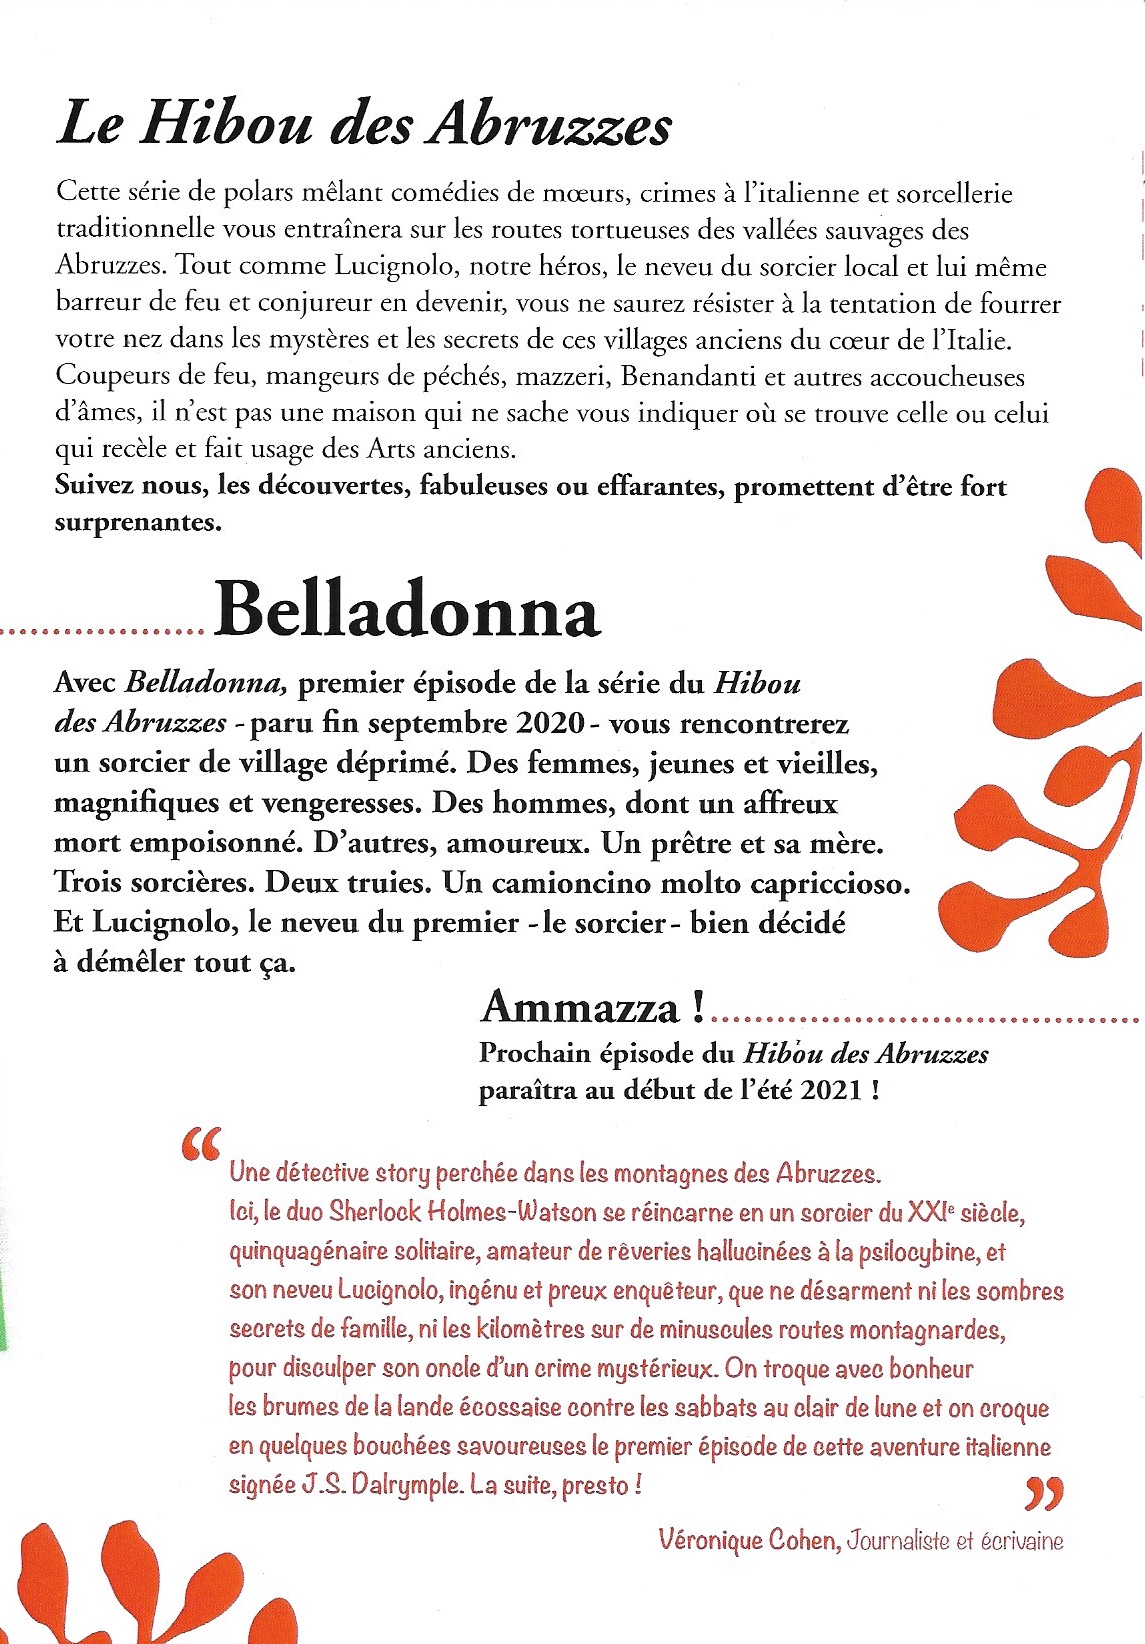 Le Hibou des Abruzzes
Cette série de polars mêlant comédies de mœurs, crimes à l'italienne et sorcellerie
traditionnelle vous entraînera sur les routes tortueuses des vallées sauvages des
Abruzzes. Tout comme Lucignolo, notre héros, le neveu du sorcier local et lui même
barreur de feu et conjureur en devenir, vous ne saurez résister à la tentation de fourrer
votre nez dans les mystères et les secrets de ces villages anciens du cœur de l'Italie.
Coupeurs de feu, mangeurs de péchés, mazzeri, Benandanti et autres accoucheuses
d'âmes, il n'est pas une maison qui ne sache vous indiquer où se trouve celle ou celui
qui recèle et fait usage des Arts anciens.
Suivez nous, les découvertes, fabuleuses ou effarantes, promettent d'être fort
surprenantes.
Belladonna
Avec Belladonna, premier épisode de la série du Hibou
des Abruzzes - paru fin septembre 2020 - vous rencontrerez
un sorcier de village déprimé. Des femmes, jeunes et vieilles,
magnifiques et vengeresses. Des hommes, dont un affreux
mort empoisonné. D'autres, amoureux. Un prêtre et sa mère.
Trois sorcières. Deux truies. Un camioncino molto capriccioso.
Et Lucignolo, le neveu du premier - le sorcier - bien décidé
à démêler tout ça.
Ammazza !
Prochain épisode du Hibou des Abruzzes
paraîtra au début de l'été 2021 !
“ Une détective story perchée dans les montagnes des Abruzzes.
Ici, le duo Sherlock Holmes-Watson se réincarne en un sorcier du XXIe siècle,
quinquagénaire solitaire, amateur de rêveries hallucinées à la psilocybine, et
son neveu Lucignolo, ingénu et preux enquêteur, que ne désarment ni les sombres
secrets de famille, ni les kilomètres sur de minuscules routes montagnardes,
pour disculper son oncle d'un crime mystérieux. On troque avec bonheur
les brumes de la lande écossaise contre les sabbats au clair de lune et on croque
en quelques bouchées savoureuses le premier épisode de cette aventure italienne
signée J.S. Dalrymple. La suite, presto ! ”
Véronique Cohen, Journaliste et écrivaine